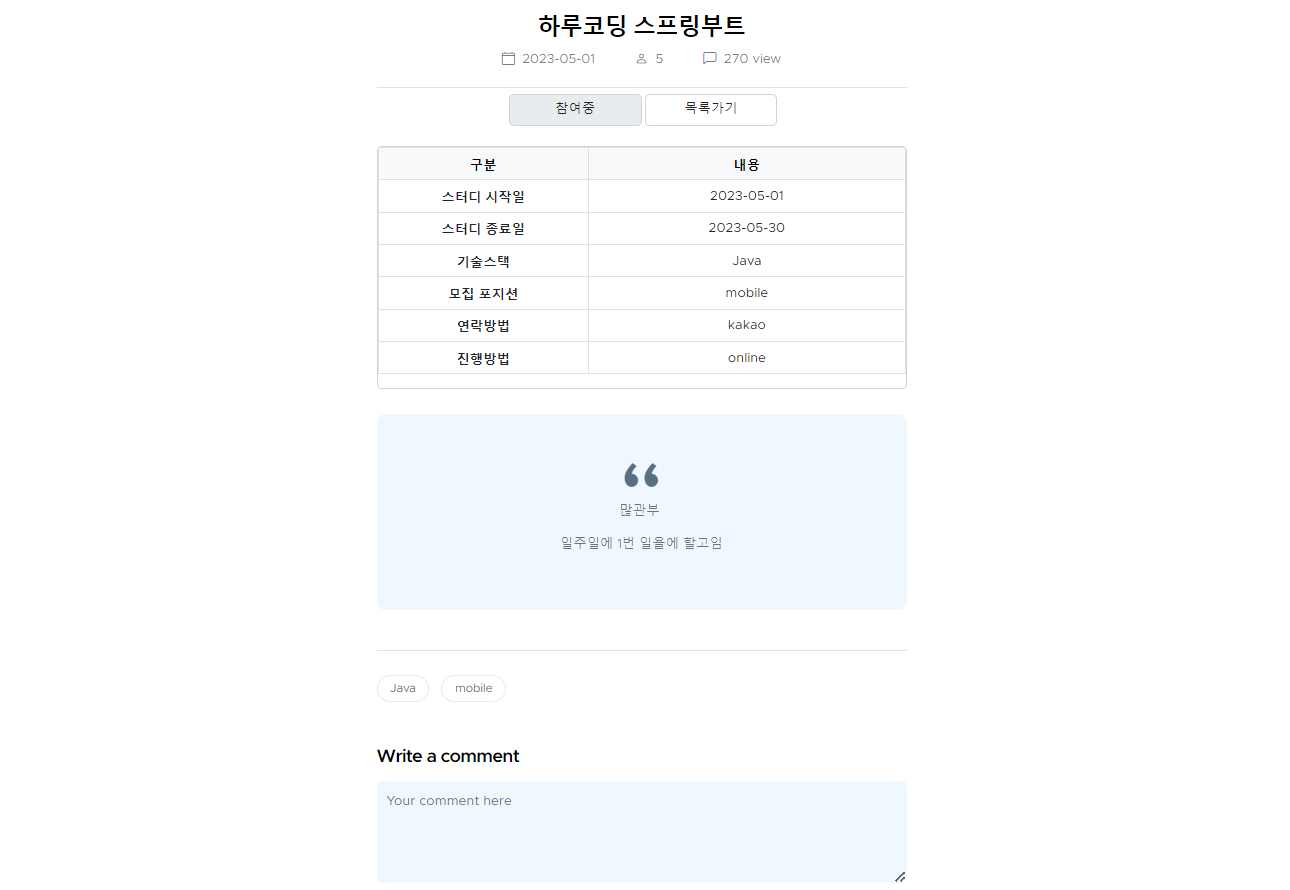 하루코딩 스프링부트
2023-05-01 5 270 view
참여중 목록가기
구분 내용
스터디 시작일 2023-05-01
스터디 종료일 2023-05-30
기술스택 Java
모집 포지션 mobile
연락방법 kakao
진행방법 online
많관부
일주일에 1번 일욜에 할고임
Java mobile
Write a comment
Your comment here